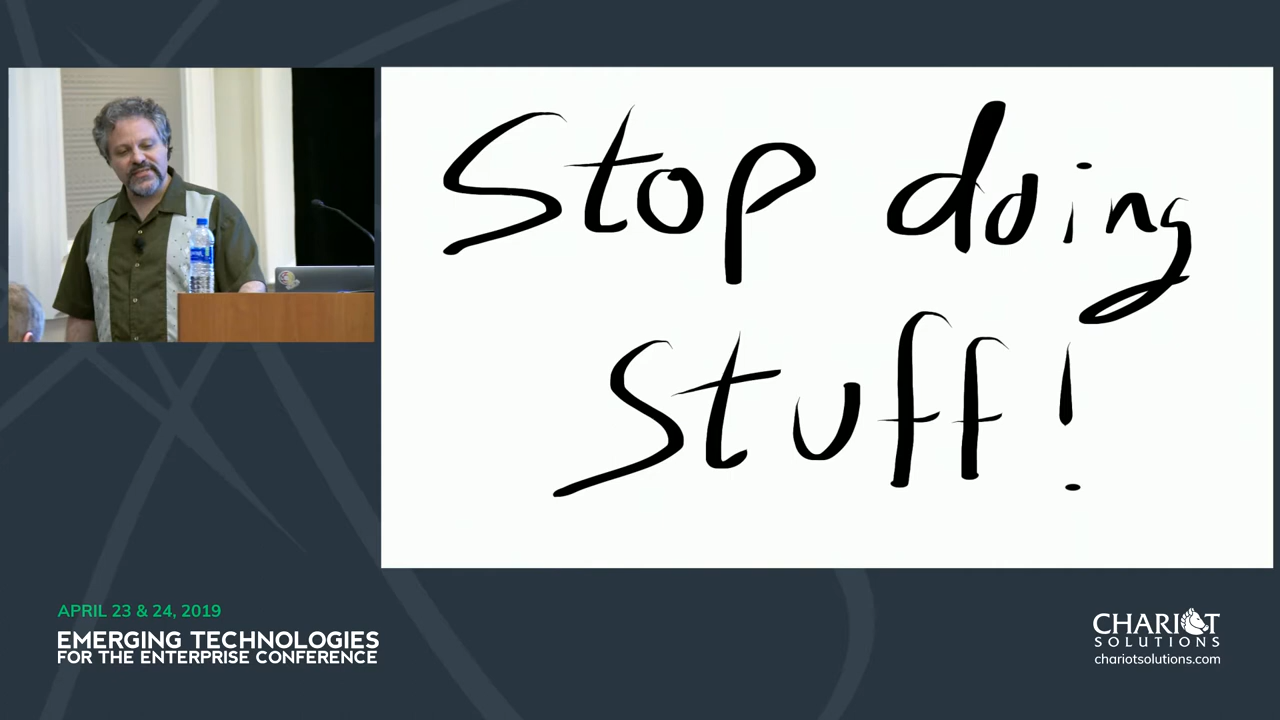 Stop doing
Stuff!
APRIL 23 & 24, 2019
EMERGING TECHNOLOGIES
FOR THE ENTERPRISE CONFERENCE
CHARIOT
SOLUTIONS
chariotsolutions.com